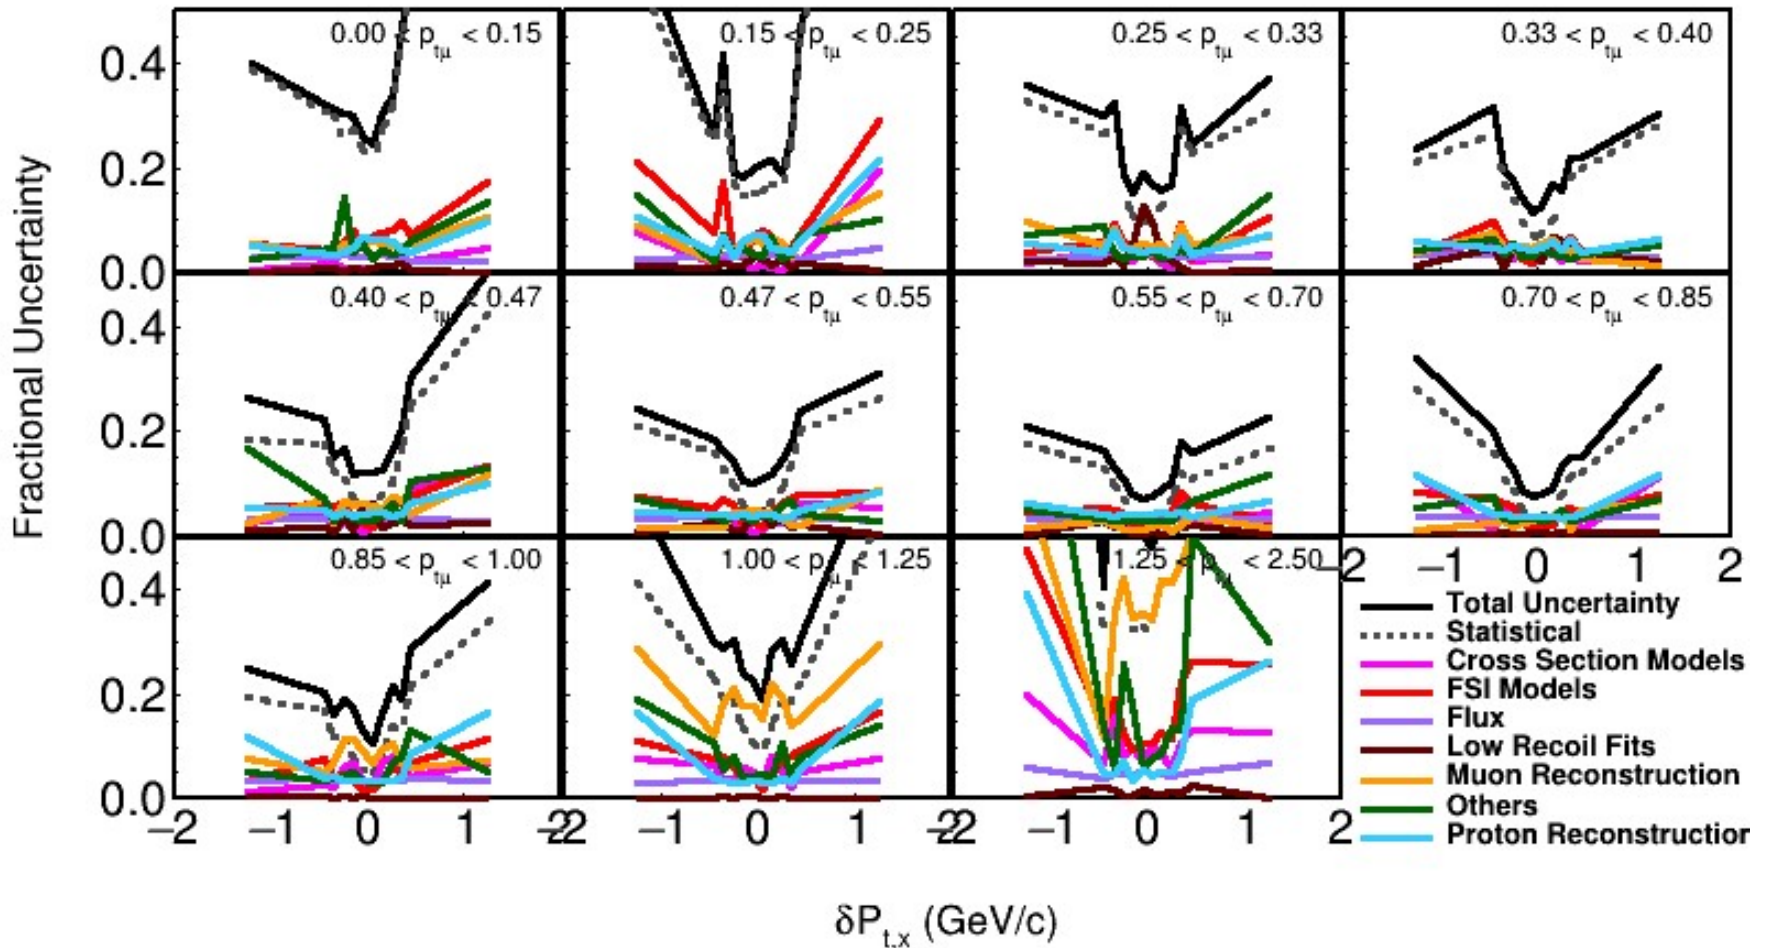 Fractional Uncertainty
0.00 < p_tμ < 0.15
0.15 < p_tμ < 0.25
0.25 < p_tμ < 0.33
0.33 < p_tμ < 0.40
0.4
0.2
0.0
0.40 < p_tμ < 0.47
0.47 < p_tμ < 0.55
0.55 < p_tμ < 0.70
0.70 < p_tμ < 0.85
0.4
0.2
0.0
0.85 < p_tμ < 1.00
1.00 < p_tμ < 1.25
1.25 < p_tμ < 2.50
−2 −1 0 1 2
0.4
0.2
0.0
Total Uncertainty
Statistical
Cross Section Models
FSI Models
Flux
Low Recoil Fits
Muon Reconstruction
Others
Proton Reconstruction
−2 −1 0 1 −2 2 −1 0 1 −2 2 −1 0 1 2
δP_t,x (GeV/c)